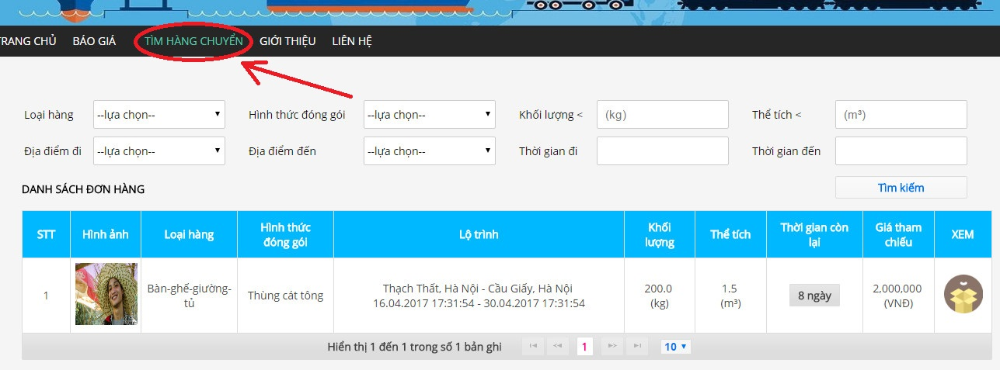 TRANG CHỦ BÁO GIÁ TÌM HÀNG CHUYỂN GIỚI THIỆU LIÊN HỆ
Loại hàng --lựa chọn-- Hình thức đóng gói --lựa chọn-- Khối lượng < (kg) Thể tích < (m³)
Địa điểm đi --lựa chọn-- Địa điểm đến --lựa chọn-- Thời gian đi Thời gian đến
DANH SÁCH ĐƠN HÀNG Tìm kiếm
STT Hình ảnh Loại hàng Hình thức đóng gói Lộ trình Khối lượng Thể tích Thời gian còn lại Giá tham chiếu XEM
1 Bàn-ghế-giường-tủ Thùng cát tông Thạch Thất, Hà Nội - Cầu Giấy, Hà Nội 200.0 (kg) 1.5 (m³) 8 ngày 2,000,000 (VNĐ)
16.04.2017 17:31:54 - 30.04.2017 17:31:54
Hiển thị 1 đến 1 trong số 1 bản ghi 1 10